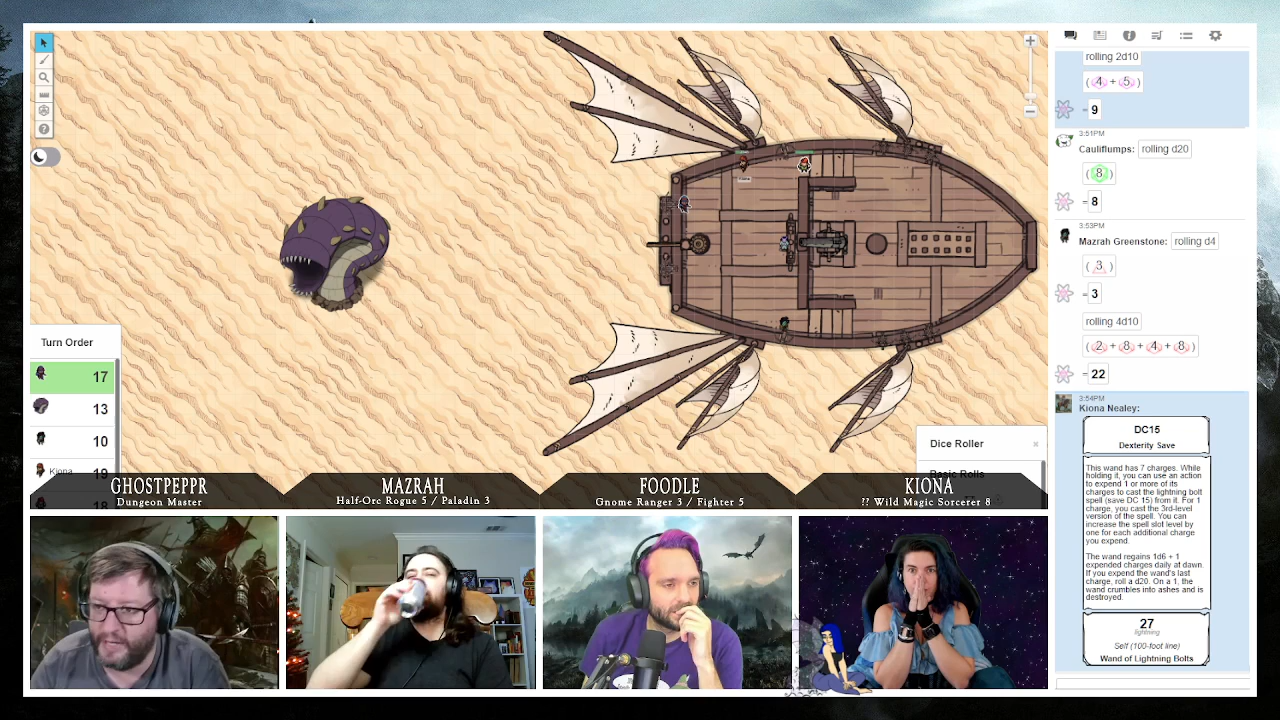 rolling 2d10
( 4 + 5 )
= 9
3:51PM
Cauliflumps: rolling d20
( 8 )
= 8
3:53PM
Mazrah Greenstone: rolling d4
( 3 )
= 3
rolling 4d10
( 2 + 8 + 4 + 8 )
= 22
3:54PM
Kiona Nealey:
DC15
Dexterity Save
This wand has 7 charges. While
holding it, you can use an action
to expend 1 or more of its
charges to cast the lightning bolt
spell (save DC 15) from it. For 1
charge, you cast the 3rd-level
version of the spell. You can
increase the spell slot level by
one for each additional charge
you expend.
The wand regains 1d6 + 1
expended charges daily at dawn.
If you expend the wand's last
charge, roll a d20. On a 1, the
wand crumbles into ashes and is
destroyed.
27
lightning
Self (100-foot line)
Wand of Lightning Bolts
Turn Order
17
13
10
Kiona 19
18
Dice Roller ×
Basic Rolls
GHOSTPEPPR
Dungeon Master
MAZRAH
Half-Orc Rogue 5 / Paladin 3
FOODLE
Gnome Ranger 3 / Fighter 5
KIONA
?? Wild Magic Sorcerer 8